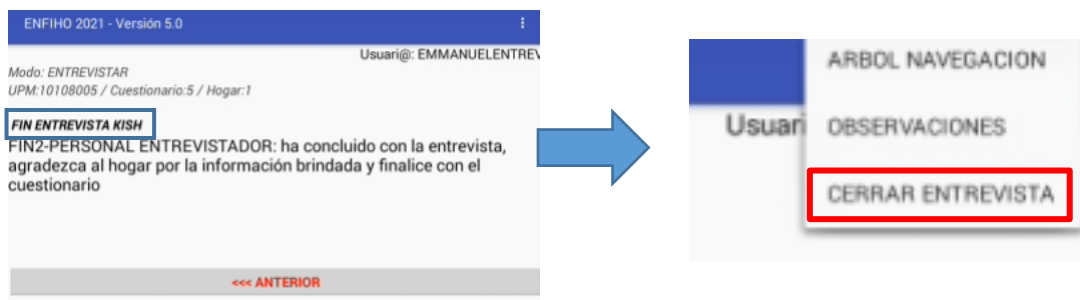 ENFIHO 2021 - Versión 5.0
Usuari@: EMMANUELENTREV
Modo: ENTREVISTAR
UPM:10108005 / Cuestionario:5 / Hogar:1
FIN ENTREVISTA KISH
FIN2-PERSONAL ENTREVISTADOR: ha concluido con la entrevista,
agradezca al hogar por la información brindada y finalice con el
cuestionario
<<< ANTERIOR
ARBOL NAVEGACION
Usuari
OBSERVACIONES
CERRAR ENTREVISTA